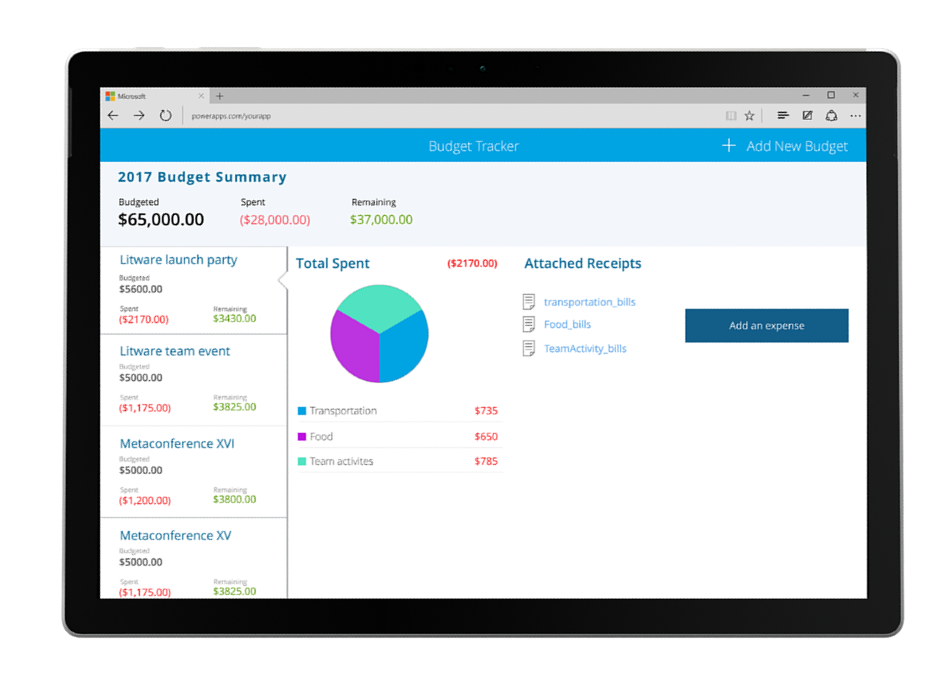 Microsoft
powerapps.com/yourapp
Budget Tracker
Add New Budget
2017 Budget Summary
Budgeted Spent Remaining
$65,000.00 ($28,000.00) $37,000.00
Litware launch party
Budgeted
$5600.00
Spent Remaining
($2170.00) $3430.00
Litware team event
Budgeted
$5000.00
Spent Remaining
($1,175.00) $3825.00
Metaconference XVI
Budgeted
$5000.00
Spent Remaining
($1,200.00) $3800.00
Metaconference XV
Budgeted
$5000.00
Spent Remaining
($1,175.00) $3825.00
Total Spent ($2170.00)
Transportation $735
Food $650
Team activites $785
Attached Receipts
transportation_bills
Food_bills
TeamActivity_bills
Add an expense